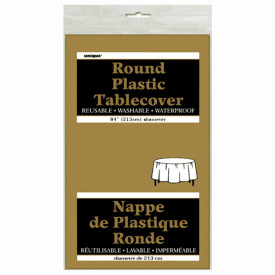 unique
Round
Plastic
Tablecover
REUSABLE • WASHABLE • WATERPROOF
84" (213cm) diameter
Nappe
de Plastique
Ronde
RÉUTILISABLE • LAVABLE • IMPERMÉABLE
diamètre de 213 cm